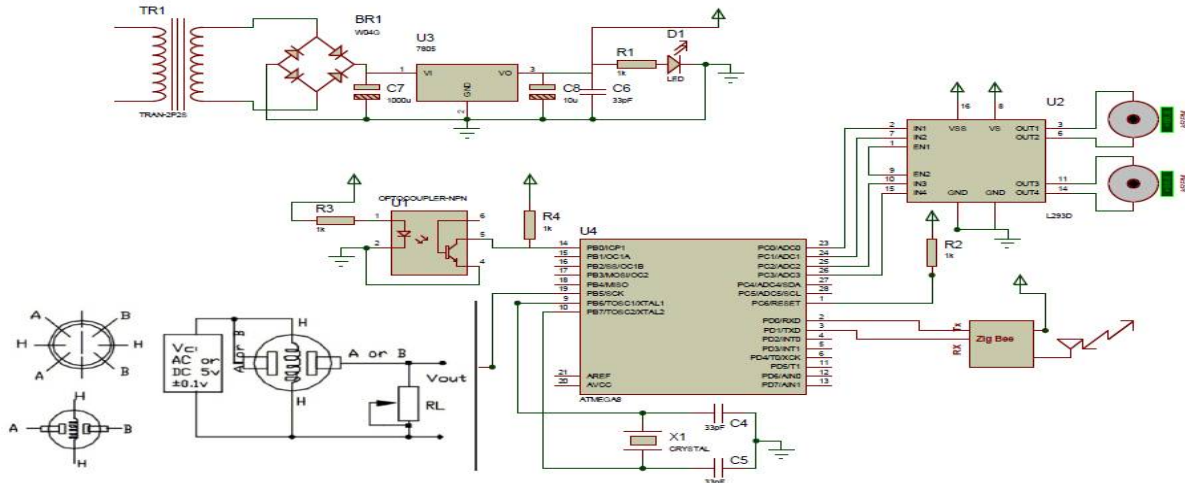 TR1
TRAN-2P2S
BR1
W04G
U3
7805
1
VI
VO
3
GND
2
C7
1000u
C8
10u
C6
33pF
R1
1k
D1
LED
U2
16
8
VSS
VS
2
IN1
7
IN2
1
EN1
9
EN2
10
IN3
15
IN4
OUT1
3
OUT2
6
OUT3
11
OUT4
14
GND
GND
L293D
OPTOCOUPLER-NPN
U1
R3
1k
1
2
6
5
4
R4
1k
R2
1k
U4
14
PB0/ICP1
15
PB1/OC1A
16
PB2/SS/OC1B
17
PB3/MOSI/OC2
18
PB4/MISO
19
PB5/SCK
9
PB6/TOSC1/XTAL1
10
PB7/TOSC2/XTAL2
21
AREF
20
AVCC
PC0/ADC0
23
PC1/ADC1
24
PC2/ADC2
25
PC3/ADC3
26
PC4/ADC4/SDA
27
PC5/ADC5/SCL
28
PC6/RESET
1
PD0/RXD
2
PD1/TXD
3
PD2/INT0
4
PD3/INT1
5
PD4/T0/XCK
6
PD5/T1
11
PD6/AIN0
12
PD7/AIN1
13
ATMEGA8
Tx
RX
Zig Bee
C4
33pF
X1
CRYSTAL
C5
33pF
A
B
H
H
A
B
H
A
B
H
Vc
AC or
DC 5v
±0.1v
A or B
H
H
A or B
Vout
RL